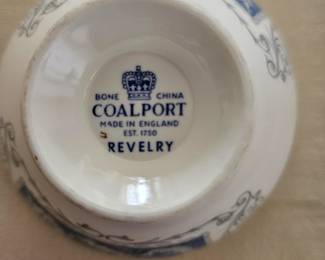 BONE CHINA
COALPORT
MADE IN ENGLAND
EST. 1750
REVELRY